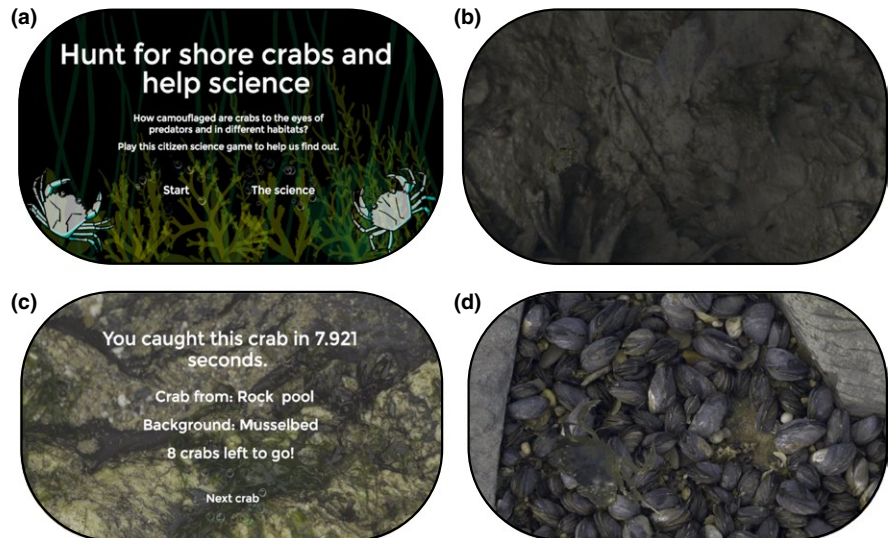 (a)
Hunt for shore crabs and
help science
How camouflaged are crabs to the eyes of
predators and in different habitats?
Play this citizen science game to help us find out.
Start The science
(b)
(c)
You caught this crab in 7.921
seconds.
Crab from: Rock pool
Background: Musselbed
8 crabs left to go!
Next crab
(d)